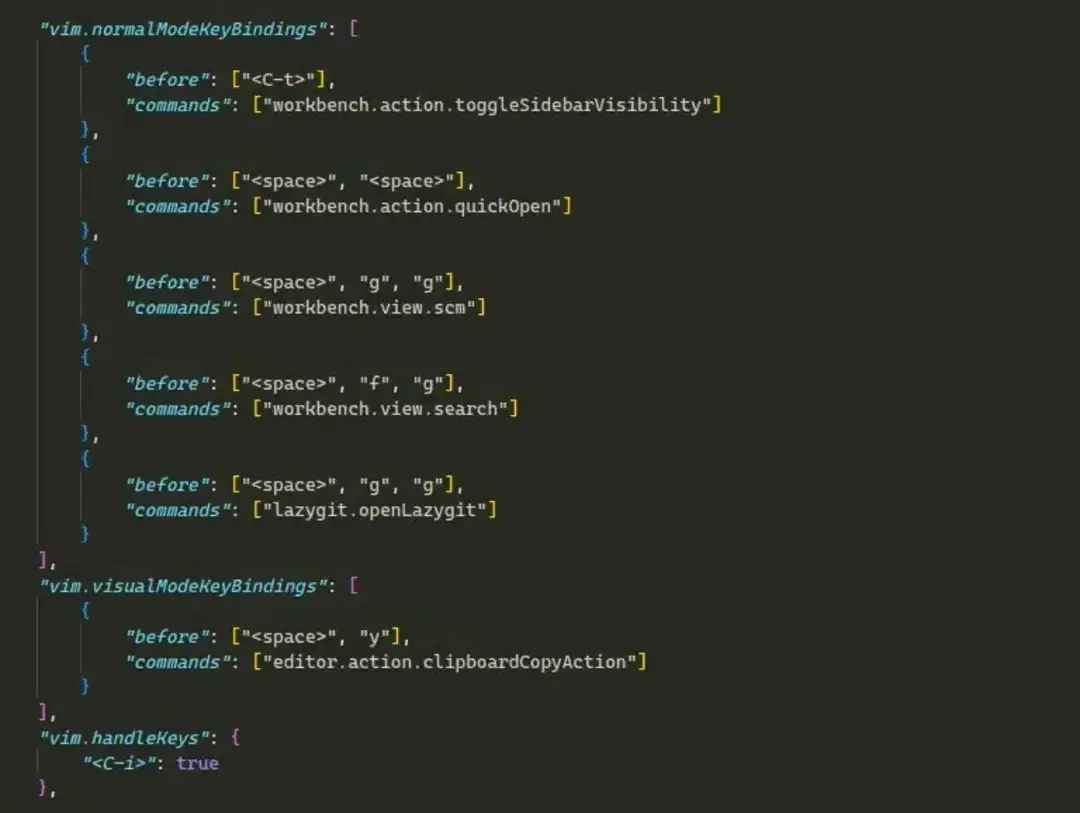 "vim.normalModeKeyBindings": [
    {
        "before": ["<C-t>"],
        "commands": ["workbench.action.toggleSidebarVisibility"]
    },
    {
        "before": ["<space>", "<space>"],
        "commands": ["workbench.action.quickOpen"]
    },
    {
        "before": ["<space>", "g", "g"],
        "commands": ["workbench.view.scm"]
    },
    {
        "before": ["<space>", "f", "g"],
        "commands": ["workbench.view.search"]
    },
    {
        "before": ["<space>", "g", "g"],
        "commands": ["lazygit.openLazygit"]
    }
],
"vim.visualModeKeyBindings": [
    {
        "before": ["<space>", "y"],
        "commands": ["editor.action.clipboardCopyAction"]
    }
],
"vim.handleKeys": {
    "<C-i>": true
},